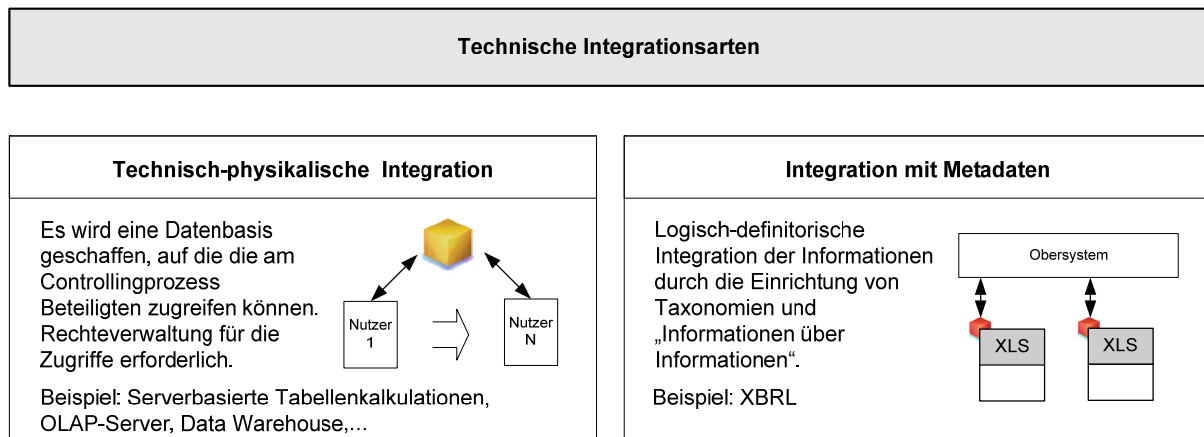 Technische Integrationsarten
Technisch-physikalische Integration
Es wird eine Datenbasis
geschaffen, auf die die am
Controllingprozess
Beteiligten zugreifen können.
Rechteverwaltung für die
Zugriffe erforderlich.
Nutzer
1
Nutzer
N
Beispiel: Serverbasierte Tabellenkalkulationen,
OLAP-Server, Data Warehouse,...
Integration mit Metadaten
Logisch-definitorische
Integration der Informationen
durch die Einrichtung von
Taxonomien und
„Informationen über
Informationen“.
Obersystem
XLS
XLS
Beispiel: XBRL